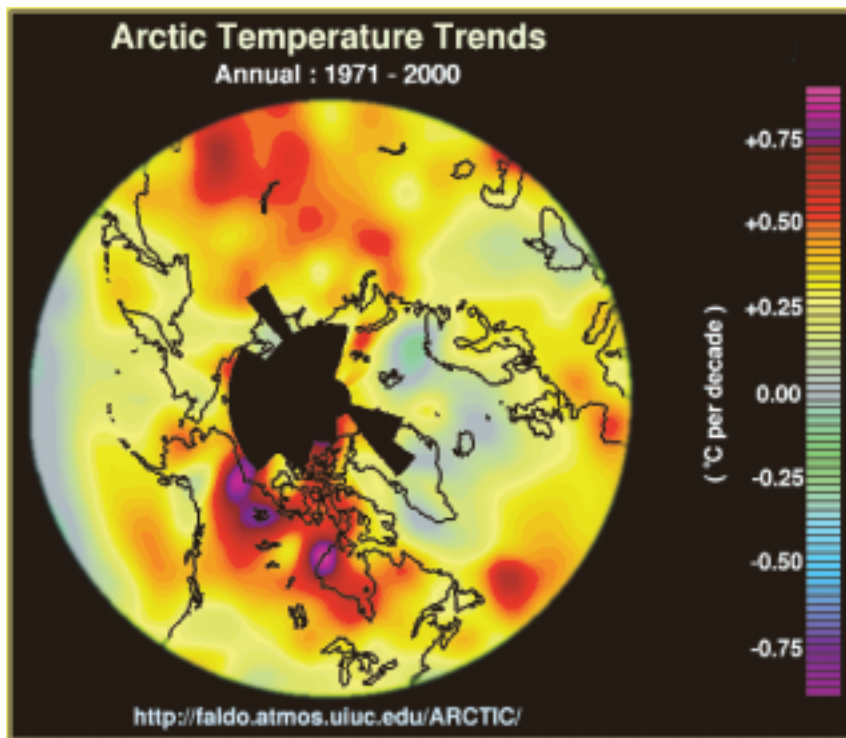 Arctic Temperature Trends
Annual : 1971 - 2000
+0.75
+0.50
+0.25
0.00
-0.25
-0.50
-0.75
( °C per decade )
http://faldo.atmos.uiuc.edu/ARCTIC/